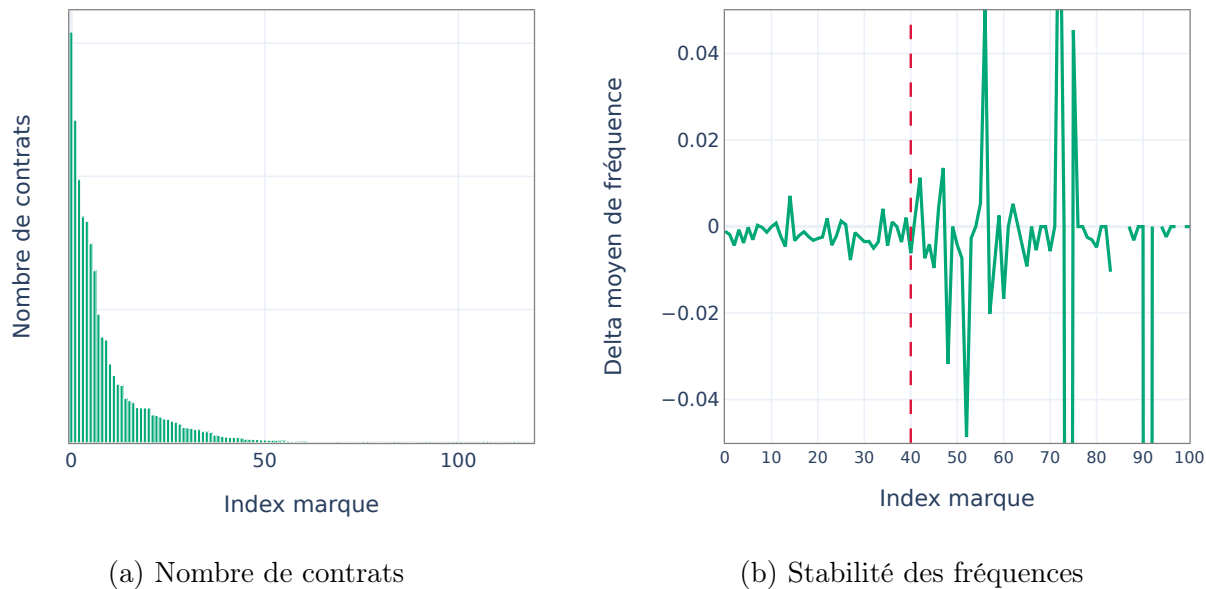 Nombre de contrats
0
50
100
Index marque
(a) Nombre de contrats
Delta moyen de fréquence
0.04
0.02
0
−0.02
−0.04
0 10 20 30 40 50 60 70 80 90 100
Index marque
(b) Stabilité des fréquences